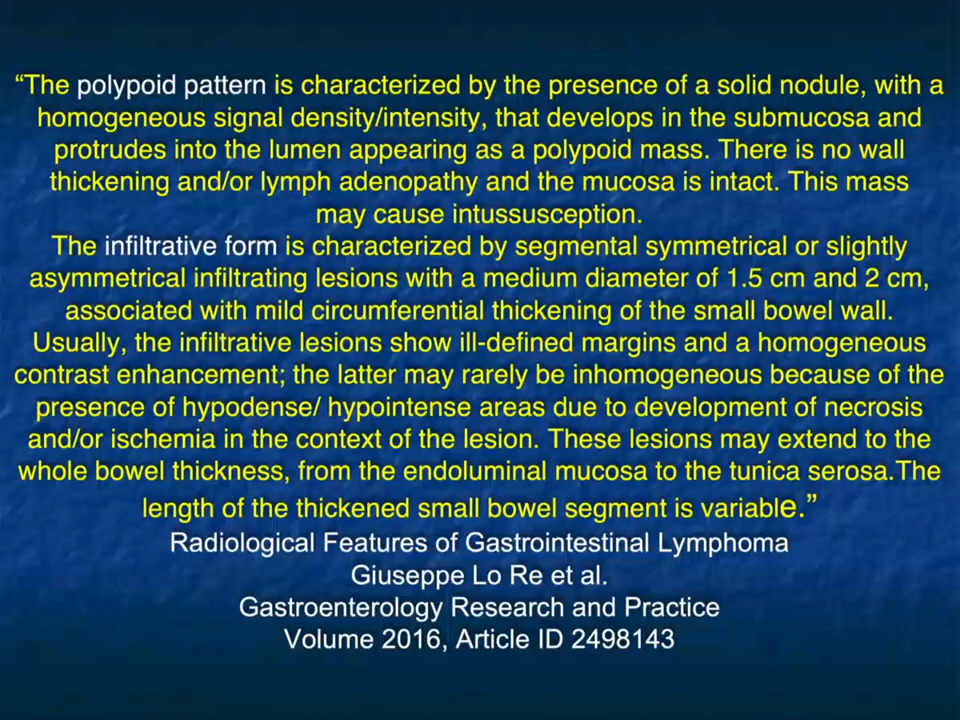 “The polypoid pattern is characterized by the presence of a solid nodule, with a
homogeneous signal density/intensity, that develops in the submucosa and
protrudes into the lumen appearing as a polypoid mass. There is no wall
thickening and/or lymph adenopathy and the mucosa is intact. This mass
may cause intussusception.
The infiltrative form is characterized by segmental symmetrical or slightly
asymmetrical infiltrating lesions with a medium diameter of 1.5 cm and 2 cm,
associated with mild circumferential thickening of the small bowel wall.
Usually, the infiltrative lesions show ill-defined margins and a homogeneous
contrast enhancement; the latter may rarely be inhomogeneous because of the
presence of hypodense/ hypointense areas due to development of necrosis
and/or ischemia in the context of the lesion. These lesions may extend to the
whole bowel thickness, from the endoluminal mucosa to the tunica serosa.The
length of the thickened small bowel segment is variable.”
Radiological Features of Gastrointestinal Lymphoma
Giuseppe Lo Re et al.
Gastroenterology Research and Practice
Volume 2016, Article ID 2498143